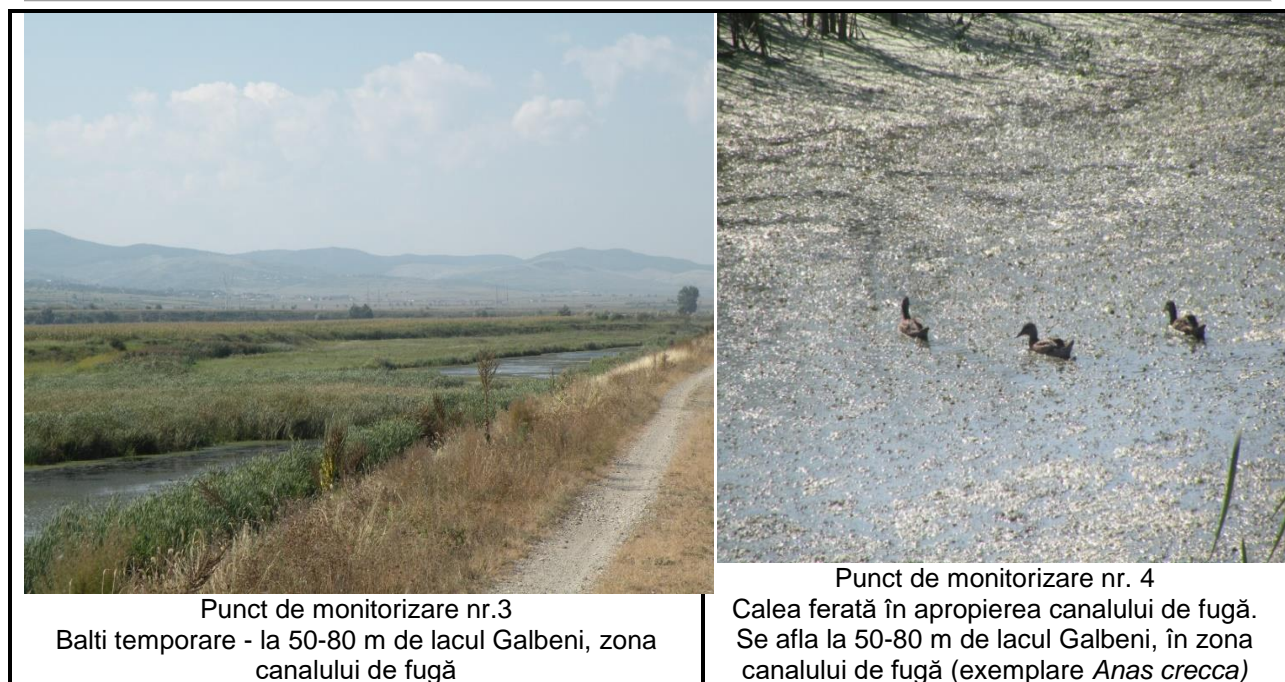 Punct de monitorizare nr.3
Balti temporare - la 50-80 m de lacul Galbeni, zona
canalului de fugă
Punct de monitorizare nr. 4
Calea ferată în apropierea canalului de fugă.
Se afla la 50-80 m de lacul Galbeni, în zona
canalului de fugă (exemplare Anas crecca)